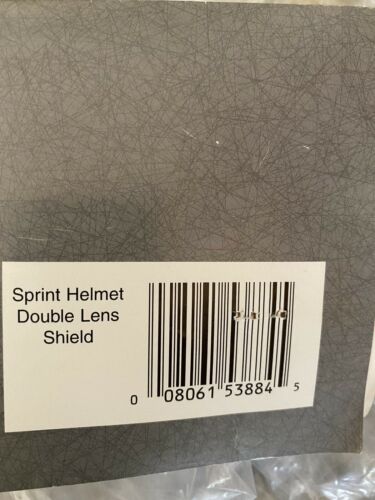 Sprint Helmet
Double Lens
Shield
0 08061 53884 5